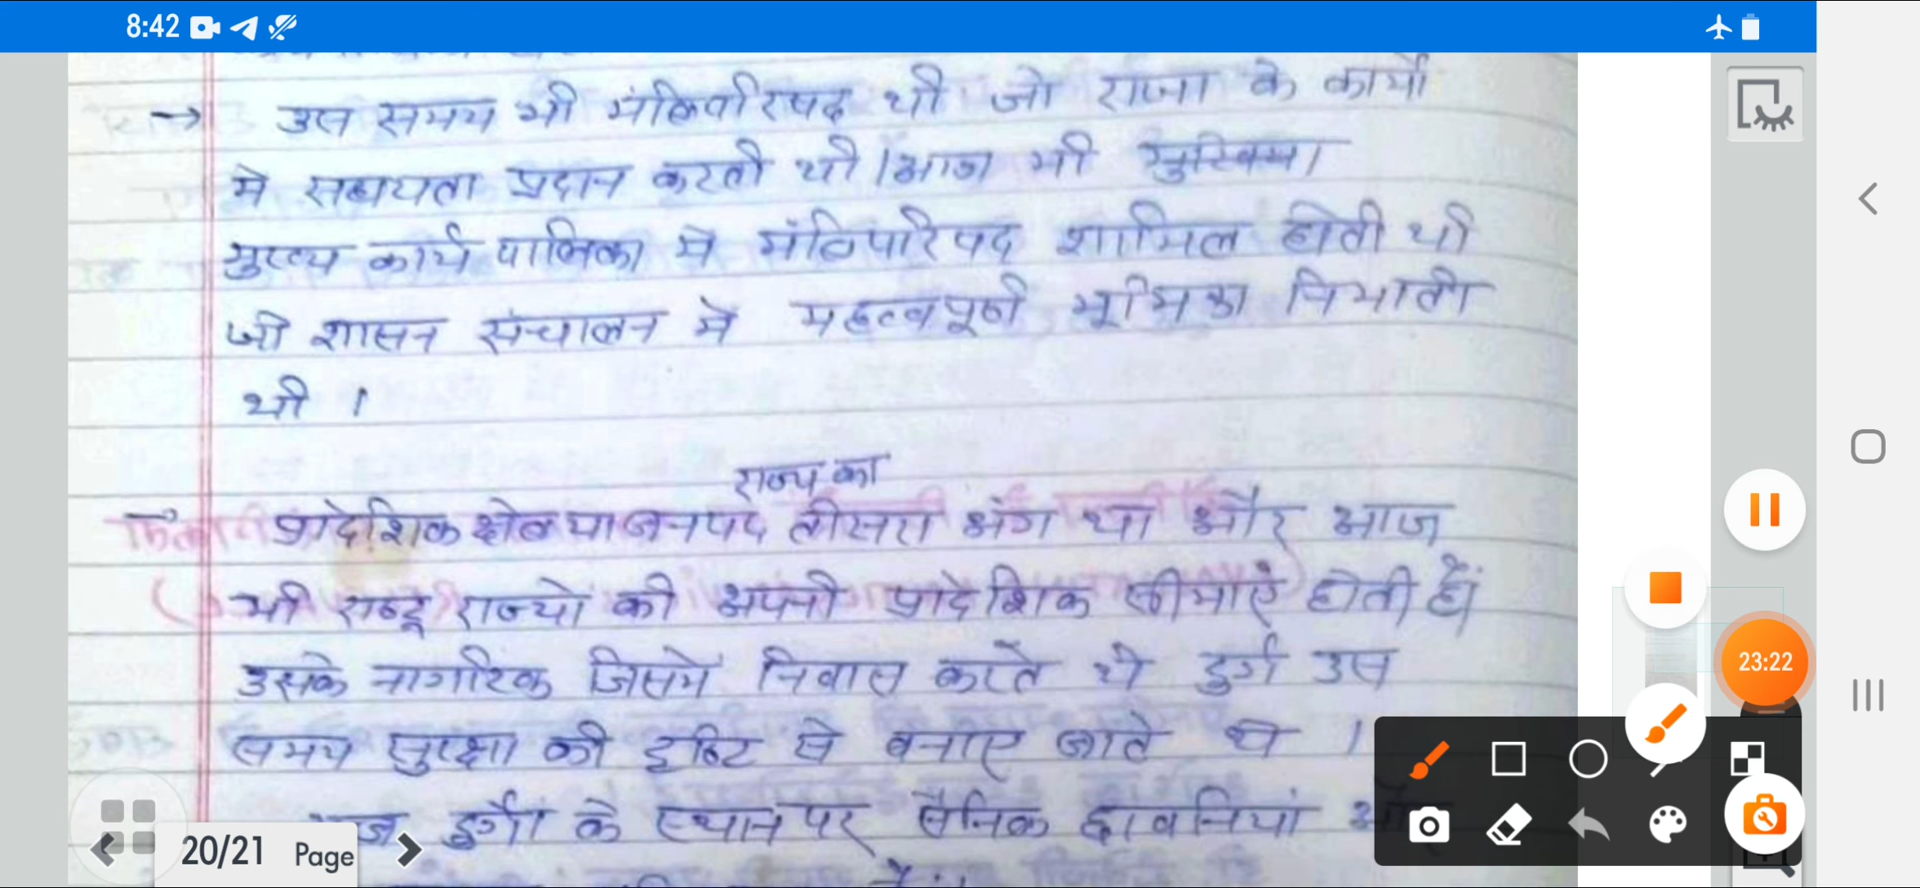 8:42
→ उस समय भी मंत्रिपरिषद थी जो राजा के कार्यो
मे सहायता प्रदान करती थी । आज भी
मुख्य कार्य पालिका मे मंत्रिपरिषद शामिल होती थी
जो शासन संचालन मे महत्वपूर्ण भूमिका निभाती
थी ।
राज्य का
→ प्रादेशिक क्षेत्र या जनपद तीसरा अंग था और आज
भी राष्ट्र राज्यो की अपनी प्रादेशिक सीमाएं होती हैं
उसके नागरिक जिसमे निवास करते थे दुर्ग उस
समय सुरक्षा की दृष्टि से बनाए जाते थे ।
दुर्गो के स्थान पर सैनिक छावनियां
23:22
20/21 Page